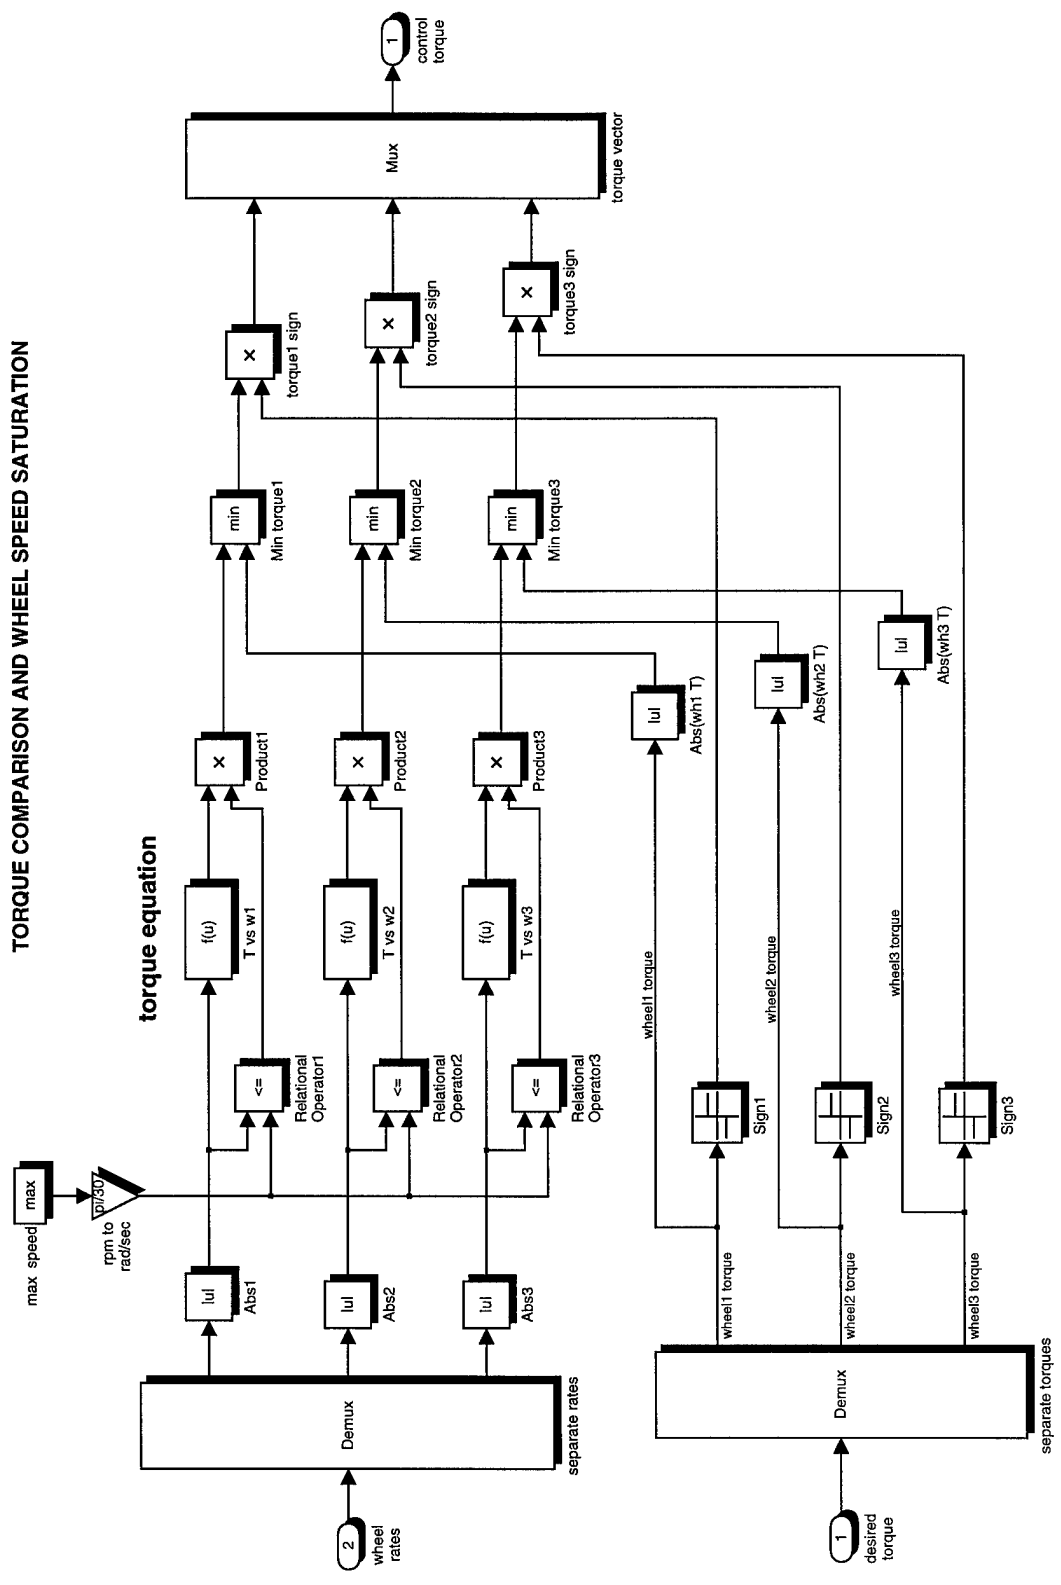 TORQUE COMPARISON AND WHEEL SPEED SATURATION
max speed
max
pi/30
rpm to
rad/sec
torque equation
2
wheel
rates
Demux
separate rates
|u|
Abs1
<=
Relational
Operator1
f(u)
T vs w1
×
Product1
min
Min torque1
×
torque1 sign
|u|
Abs2
<=
Relational
Operator2
f(u)
T vs w2
×
Product2
min
Min torque2
×
torque2 sign
|u|
Abs3
<=
Relational
Operator3
f(u)
T vs w3
×
Product3
min
Min torque3
×
torque3 sign
Mux
torque vector
1
control
torque
1
desired
torque
Demux
separate torques
wheel1 torque
wheel1 torque
Sign1
|u|
Abs(wh1 T)
wheel2 torque
wheel2 torque
Sign2
|u|
Abs(wh2 T)
wheel3 torque
wheel3 torque
Sign3
|u|
Abs(wh3 T)